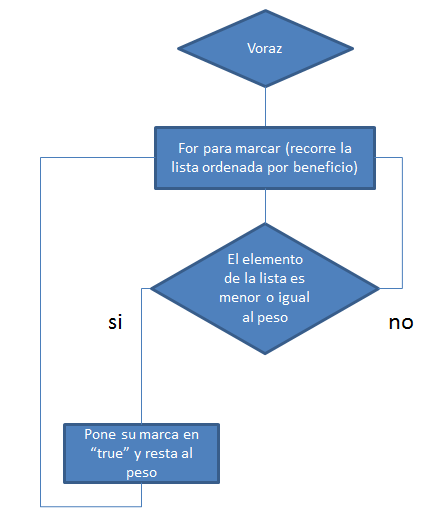 Voraz
For para marcar (recorre la
lista ordenada por beneficio)
El elemento
de la lista es
menor o igual
al peso
si
no
Pone su marca en
“true” y resta al
peso